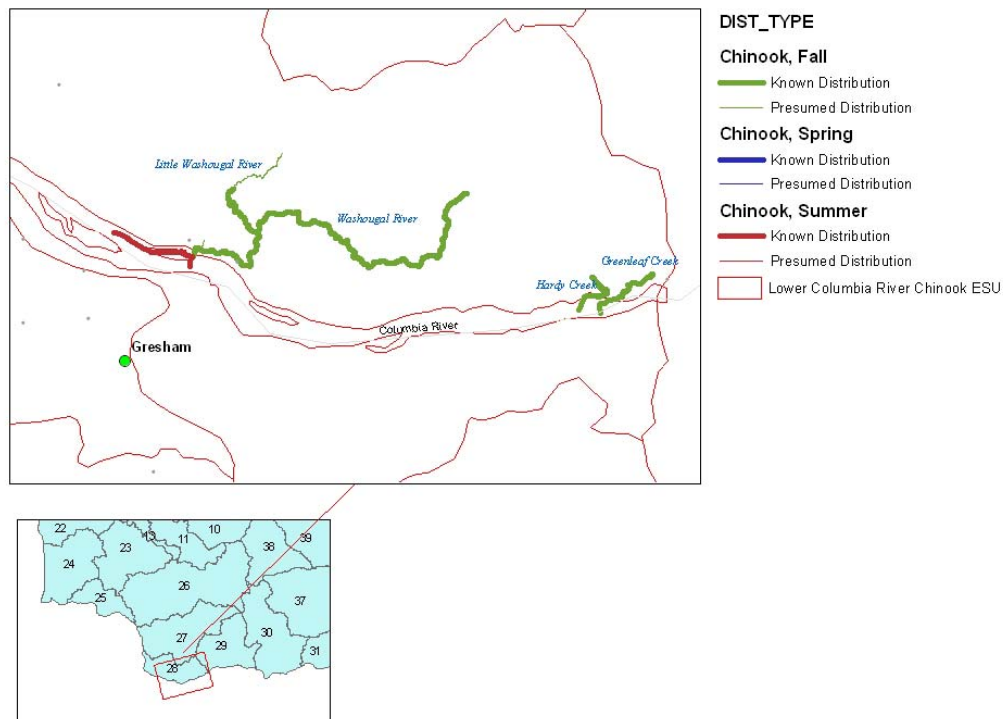 DIST_TYPE
Chinook, Fall
Known Distribution
Presumed Distribution
Chinook, Spring
Known Distribution
Presumed Distribution
Chinook, Summer
Known Distribution
Presumed Distribution
Lower Columbia River Chinook ESU
Little Washougal River
Washougal River
Greenleaf Creek
Hardy Creek
Columbia River
Gresham
22
23
13
11
10
38
39
24
25
26
37
27
29
30
28
31